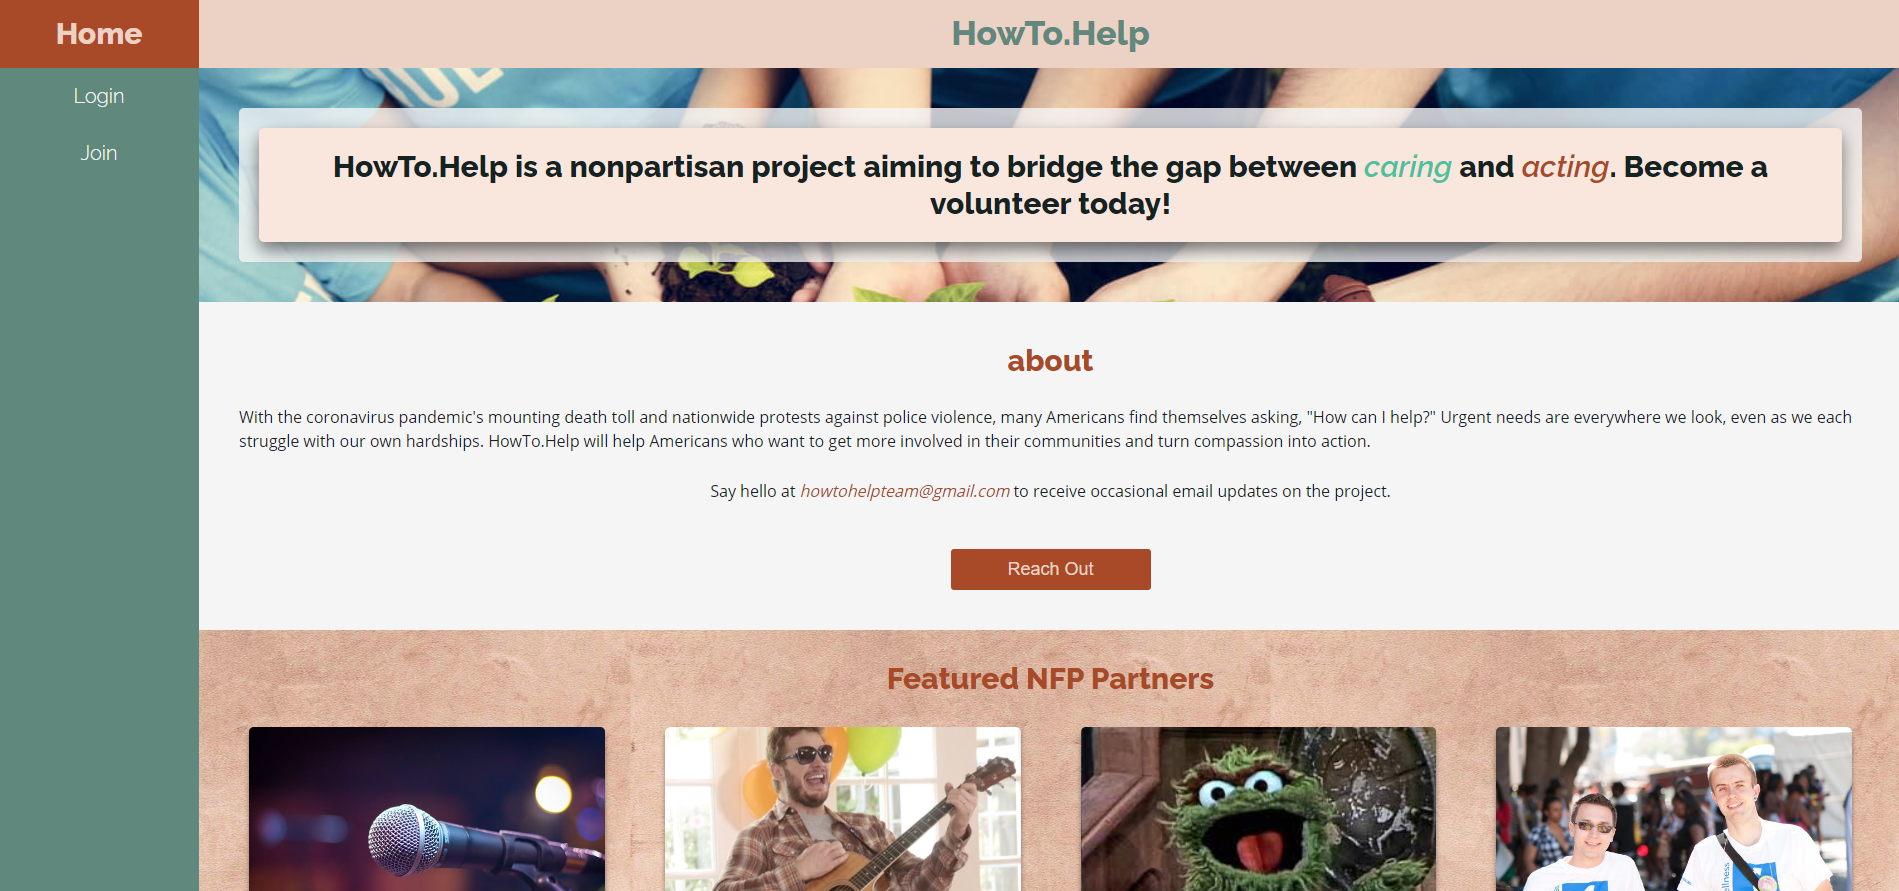 Home
HowTo.Help
Login
Join
HowTo.Help is a nonpartisan project aiming to bridge the gap between caring and acting. Become a
volunteer today!
about
With the coronavirus pandemic's mounting death toll and nationwide protests against police violence, many Americans find themselves asking, "How can I help?" Urgent needs are everywhere we look, even as we each
struggle with our own hardships. HowTo.Help will help Americans who want to get more involved in their communities and turn compassion into action.
Say hello at howtohelpteam@gmail.com to receive occasional email updates on the project.
Reach Out
Featured NFP Partners